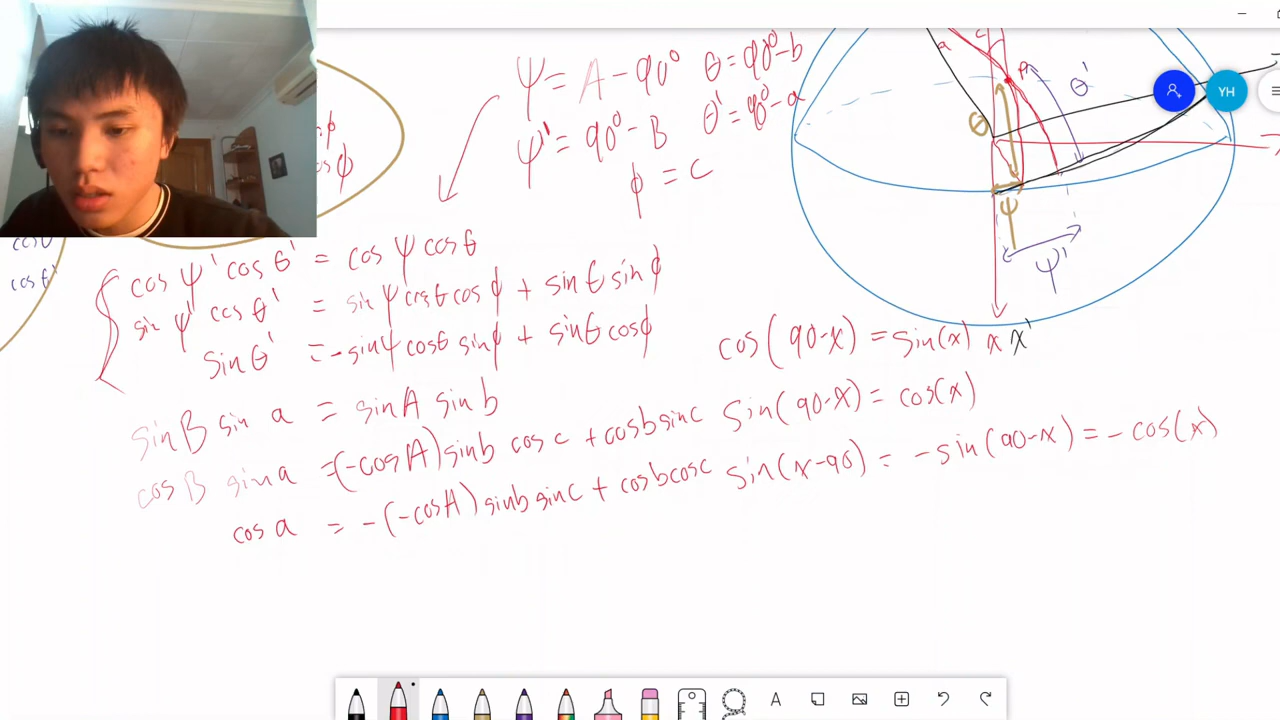 ψ = A - 90° θ = 90° - b
ψ' = 90° - B θ' = 90° - a
φ = c
cos ψ' cos θ' = cos ψ cos θ
sin ψ' cos θ' = sin ψ cos θ cos φ + sin θ sin φ
sin θ' = - sin ψ cos θ sin φ + sin θ cos φ
sin B sin a = sin A sin b
cos B sin a = (-cos A) sin b cos c + cos b sin c
cos a = -(-cos A) sin b sin c + cos b cos c
cos(90-x) = sin(x) x x'
sin(90-x) = cos(x)
sin(x-90) = -sin(90-x) = -cos(x)
φ
φ
cos θ'
θ
θ'
ψ
ψ'
YH
A